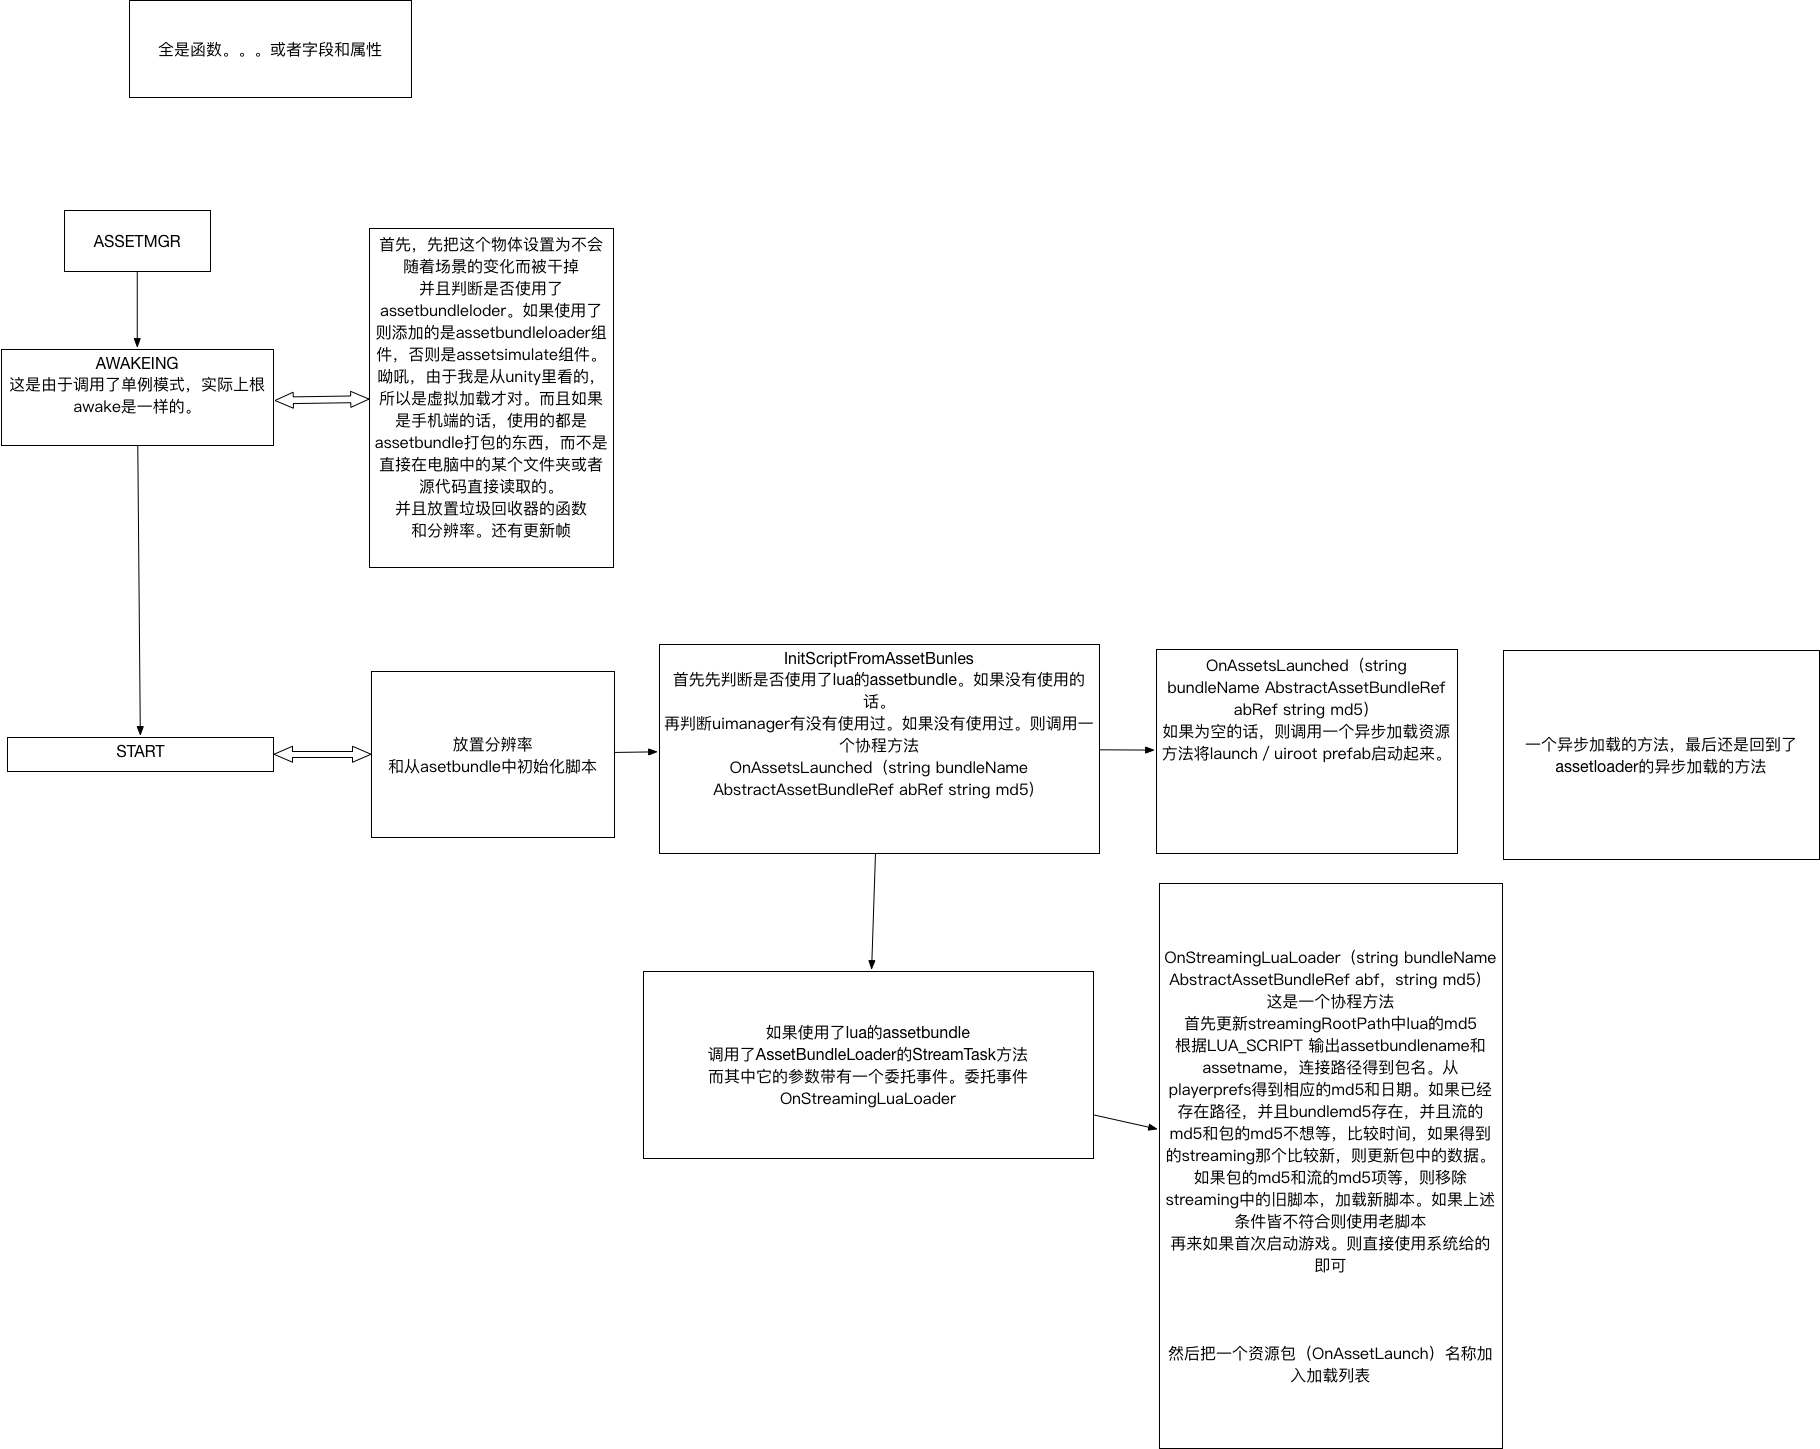 全是函数。。。或者字段和属性
ASSETMGR
AWAKEING
这是由于调用了单例模式，实际上根
awake是一样的。
首先，先把这个物体设置为不会
随着场景的变化而被干掉
并且判断是否使用了
assetbundleloder。如果使用了
则添加的是assetbundleloader组
件，否则是assetsimulate组件。
呦吼，由于我是从unity里看的，
所以是虚拟加载才对。而且如果
是手机端的话，使用的都是
assetbundle打包的东西，而不是
直接在电脑中的某个文件夹或者
源代码直接读取的。
并且放置垃圾回收器的函数
和分辨率。还有更新帧
START
放置分辨率
和从asetbundle中初始化脚本
InitScriptFromAssetBunles
首先先判断是否使用了lua的assetbundle。如果没有使用的
话。
再判断uimanager有没有使用过。如果没有使用过。则调用一
个协程方法
OnAssetsLaunched（string bundleName
AbstractAssetBundleRef abRef string md5）
OnAssetsLaunched（string
bundleName AbstractAssetBundleRef
abRef string md5）
如果为空的话，则调用一个异步加载资源
方法将launch / uiroot prefab启动起来。
一个异步加载的方法，最后还是回到了
assetloader的异步加载的方法
如果使用了lua的assetbundle
调用了AssetBundleLoader的StreamTask方法
而其中它的参数带有一个委托事件。委托事件
OnStreamingLuaLoader
OnStreamingLuaLoader（string bundleName
AbstractAssetBundleRef abf，string md5）
这是一个协程方法
首先更新streamingRootPath中lua的md5
根据LUA_SCRIPT 输出assetbundlename和
assetname，连接路径得到包名。从
playerprefs得到相应的md5和日期。如果已经
存在路径，并且bundlemd5存在，并且流的
md5和包的md5不想等，比较时间，如果得到
的streaming那个比较新，则更新包中的数据。
如果包的md5和流的md5项等，则移除
streaming中的旧脚本，加载新脚本。如果上述
条件皆不符合则使用老脚本
再来如果首次启动游戏。则直接使用系统给的
即可
然后把一个资源包（OnAssetLaunch）名称加
入加载列表